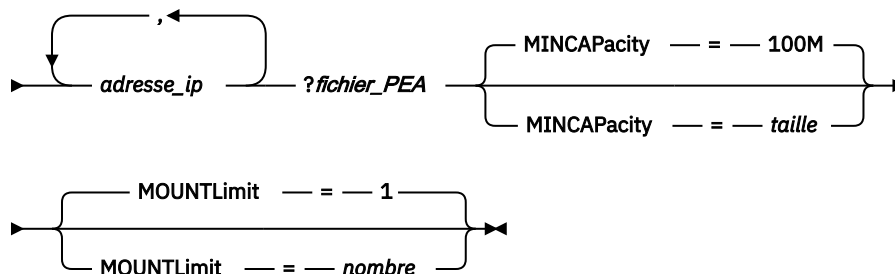 ,
adresse_ip ?fichier_PEA
MINCAPacity = 100M
MINCAPacity = taille
MOUNTLimit = 1
MOUNTLimit = nombre